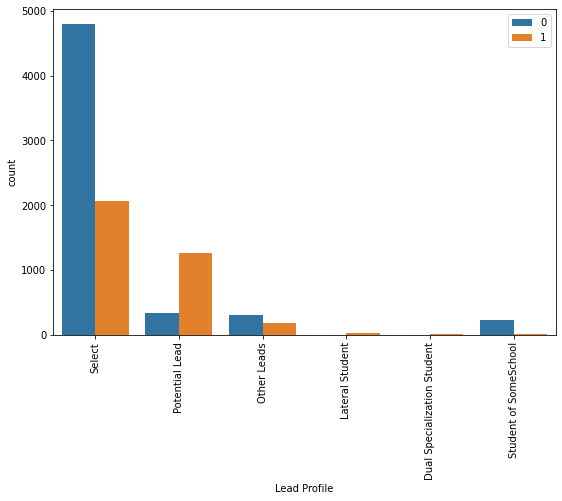 5000
4000
3000
2000
1000
0
count
0
1
Select
Potential Lead
Other Leads
Lateral Student
Dual Specialization Student
Student of SomeSchool
Lead Profile